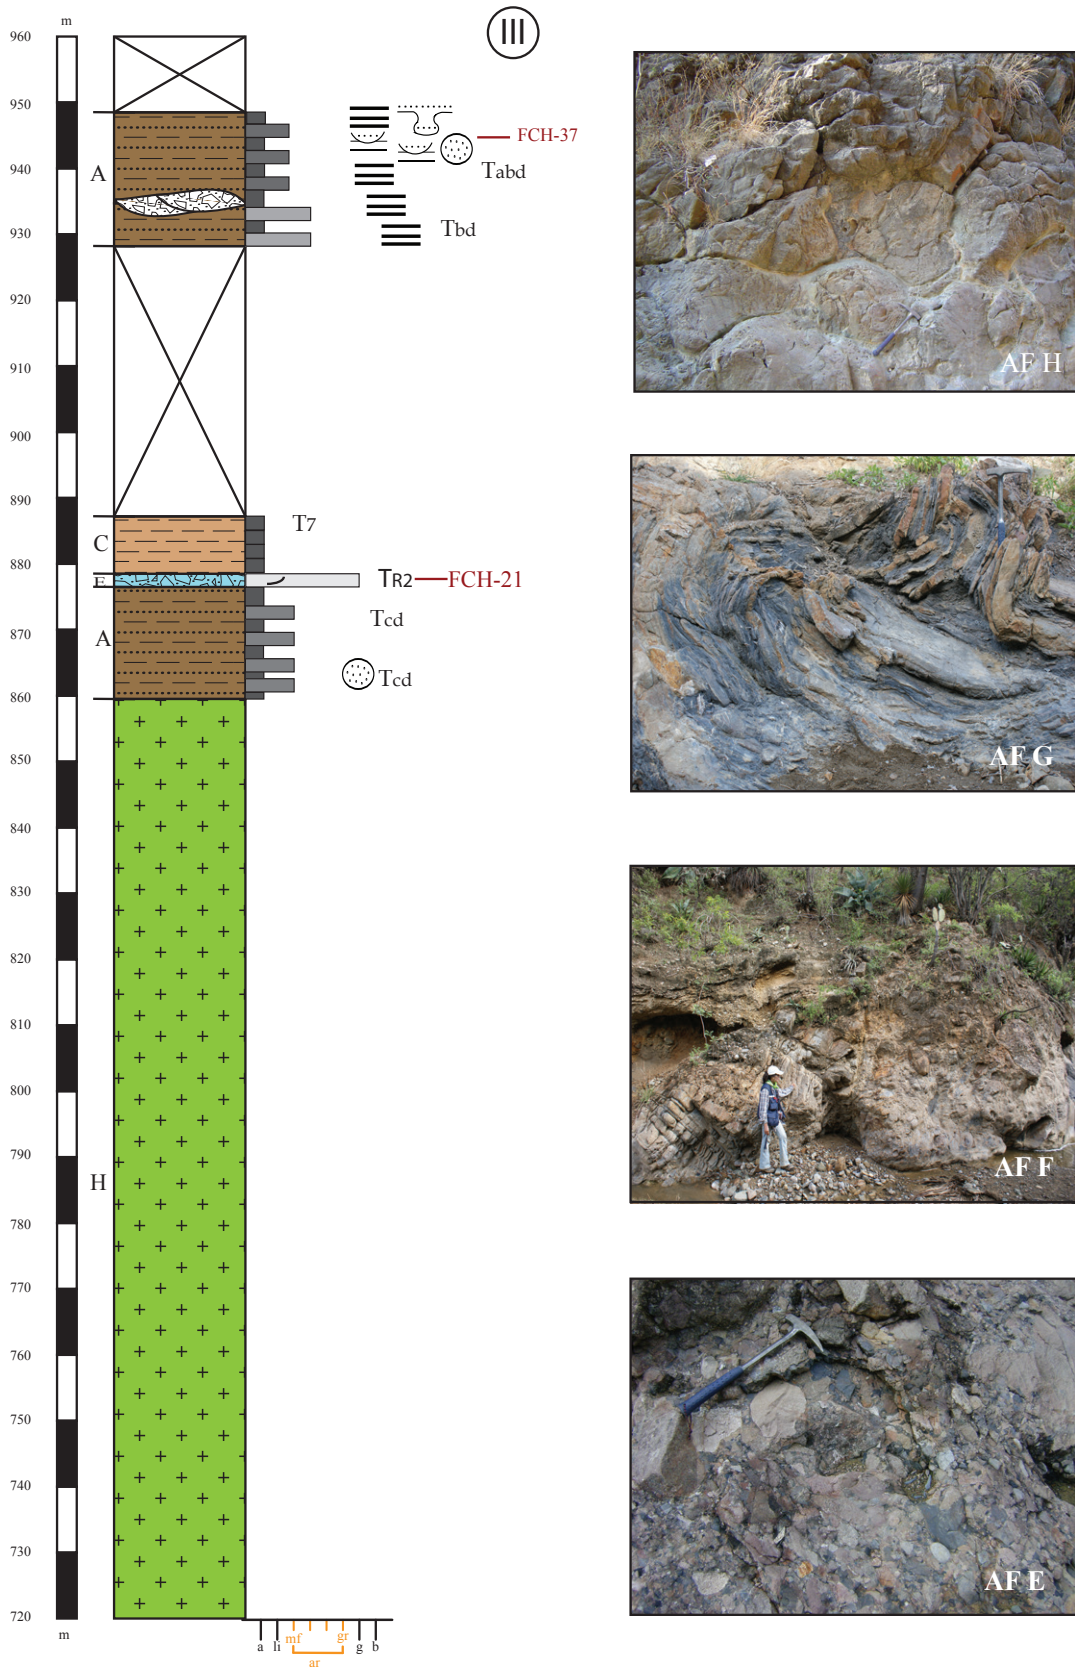 m
III
960
950
FCH-37
A
940
Tabd
930
Tbd
920
910
900
890
T7
C
880
E
TR2
FCH-21
870
Tcd
A
Tcd
860
850
840
830
820
810
800
790
H
780
770
760
750
740
730
720
m
a
li
mf
gr
g
b
ar
AF H
AF G
AF F
AF E